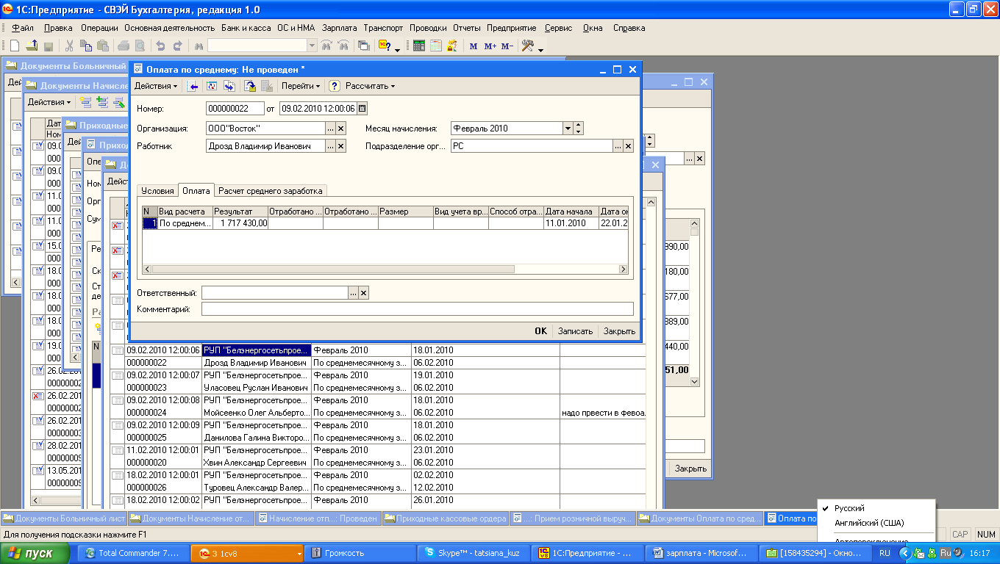 1С:Предприятие - СВЭЙ Бухгалтерия, редакция 1.0
Файл Правка Операции Основная деятельность Банк и касса ОС и НМА Зарплата Транспорт Проводки Отчеты Предприятие Сервис Окна Справка
M M+ M-
Документы Больничный
Документы Начисле
Действия
Приходные
Оплата по среднему: Не проведен *
Действия Перейти Рассчитать
Номер: 000000022 от 09.02.2010 12:00:06
Организация: ООО"Восток" Месяц начисления: Февраль 2010
Работник Дрозд Владимир Иванович Подразделение орг... РС
Условия Оплата Расчет среднего заработка
N Вид расчета Результат Отработано ... Отработано ... Размер Вид учета вр... Способ отра... Дата начала Дата ок
1 По среднем... 1 717 430,00 11.01.2010 22.01.2
Ответственный:
Комментарий:
OK Записать Закрыть
09.02.2010 12:00:06 РУП "Белэнергосетьпрое... Февраль 2010 18.01.2010
000000022 Дрозд Владимир Иванович По среднемесячному з... 06.02.2010
09.02.2010 12:00:07 РУП "Белэнергосетьпрое... Февраль 2010 19.01.2010
000000023 Уласовец Руслан Иванович По среднемесячному з... 06.02.2010
09.02.2010 12:00:08 РУП "Белэнергосетьпрое... Февраль 2010 18.01.2010
000000024 Мойсеенко Олег Альберто... По среднемесячному з... 06.02.2010 надо првести в февоа.
09.02.2010 12:00:09 РУП "Белэнергосетьпрое... Февраль 2010 18.01.2010
000000025 Данилова Галина Викторо... По среднемесячному з... 06.02.2010
11.02.2010 12:00:01 РУП "Белэнергосетьпрое... Февраль 2010 23.01.2010
000000020 Хвин Александр Сергеевич По среднемесячному з... 06.02.2010
18.02.2010 12:00:01 РУП "Белэнергосетьпрое... Февраль 2010 02.02.2010
000000026 Туровец Александр Валер... По среднемесячному з... 12.02.2010
18.02.2010 12:00:02 РУП "Белэнергосетьпрое... Февраль 2010 26.01.2010
990,00
180,00
577,00
389,00
440,00
51,00
Закрыть
Документы Больничный лист Документы Начисление от... Начисление отп...: Проведен Приходные кассовые ордера ...: Прием розничной выруч... Документы Оплата по сред... Оплата по
Русский
Английский (США)
Для получения подсказки нажмите F1 CAP NUM
пуск Total Commander 7.... 3 1cv8 Громкость Skype™ - tatsiana_kuz 1С:Предприятие - ... зарплата - Microsof... [158435294] - Окно... RU Ru 16:17